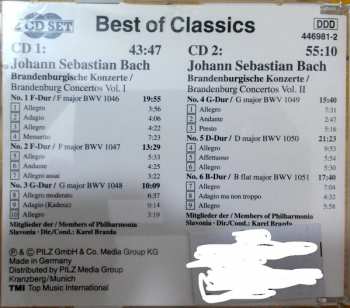 2 CD SET
Best of Classics
DDD
446981-2
CD 1: 43:47
Johann Sebastian Bach
Brandenburgische Konzerte /
Brandenburg Concertos Vol. I
No. 1 F-Dur / F major BWV 1046 19:55
1 Allegro 3:56
2 Adagio 4:06
3 Allegro 4:31
4 Menuetto 7:23
No. 2 F-Dur / F major BWV 1047 13:29
5 Allegro 5:33
6 Andante 4:25
7 Allegro assai 3:22
No. 3 G-Dur / G major BWV 1048 10:09
8 Allegro moderato 6:37
9 Adagio (Kadenz)
10 Allegro 3:19
Mitglieder der / Members of Philharmonia
Slavonia · Dir./Cond.: Karel Brazda
CD 2: 55:10
Johann Sebastian Bach
Brandenburgische Konzerte /
Brandenburg Concertos Vol. II
No. 4 G-Dur / G major BWV 1049 15:40
1 Allegro 7:31
2 Andante 2:47
3 Presto 5:18
No. 5 D-Dur / D major BWV 1050 21:23
4 Allegro 9:54
5 Affettuoso 5:54
6 Allegro 5:30
No. 6 B-Dur / B flat major BWV 1051 17:40
7 Allegro 7:06
8 Adagio ma non troppo 4:32
9 Allegro 5:58
Mitglieder der / Members of Philharmonia
Slavonia · Dir./Cond.: Karel Brazda
℗ & © PILZ GmbH & Co. Media Group KG
Made in Germany
Distributed by PILZ Media Group
Kranzberg/Munich
TMI Top Music International